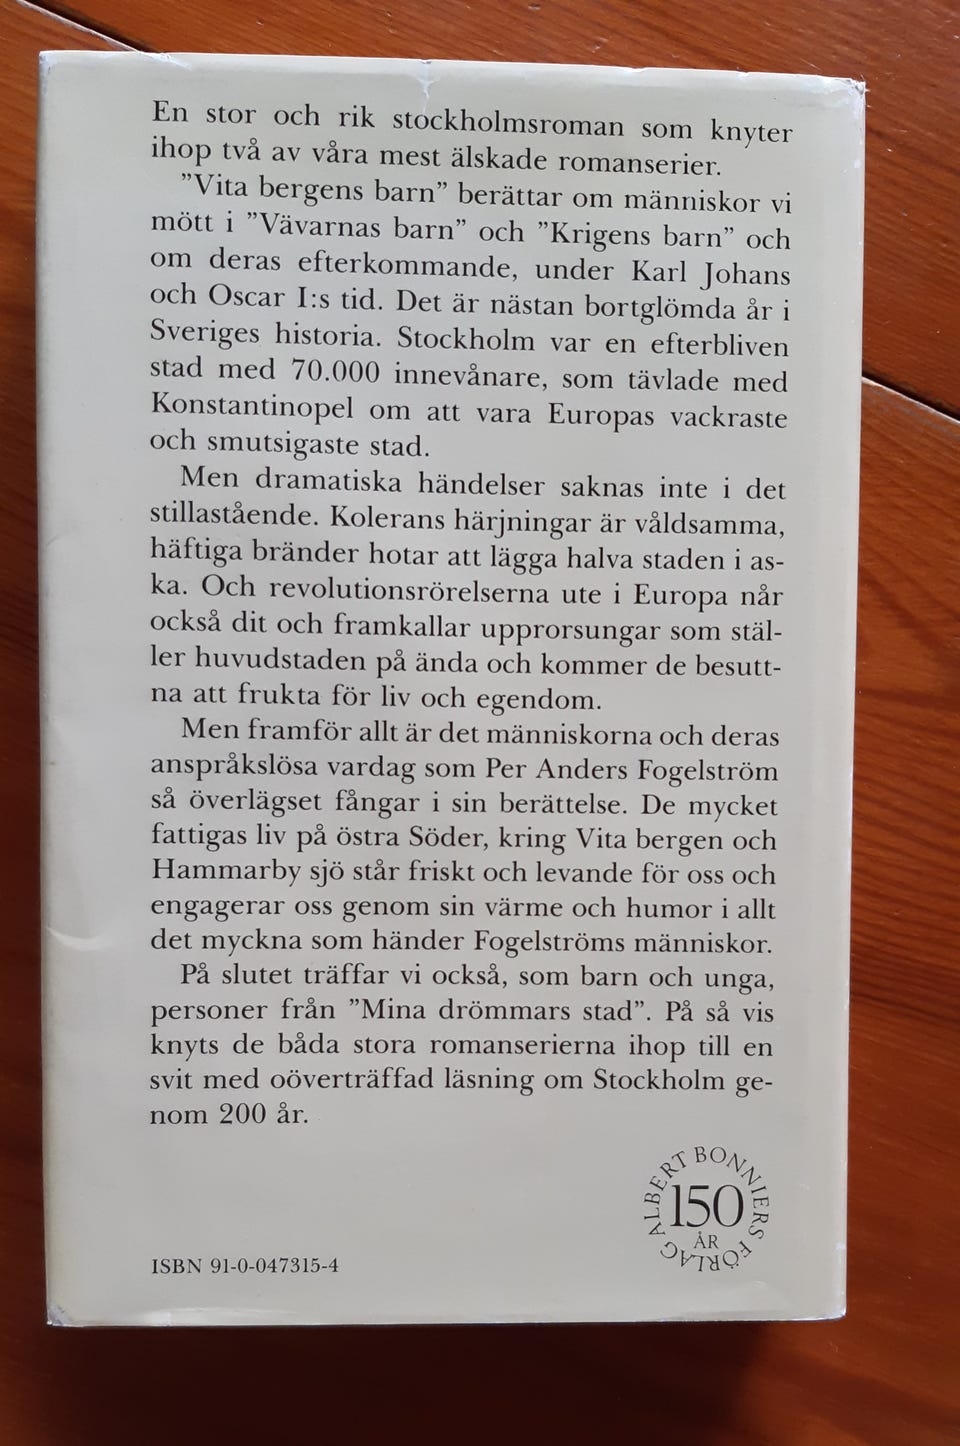 En stor och rik stockholmsroman som knyter
ihop två av våra mest älskade romanserier.
”Vita bergens barn” berättar om människor vi
mött i ”Vävarnas barn” och ”Krigens barn” och
om deras efterkommande, under Karl Johans
och Oscar I:s tid. Det är nästan bortglömda år i
Sveriges historia. Stockholm var en efterbliven
stad med 70.000 innevånare, som tävlade med
Konstantinopel om att vara Europas vackraste
och smutsigaste stad.
Men dramatiska händelser saknas inte i det
stillastående. Kolerans härjningar är våldsamma,
häftiga bränder hotar att lägga halva staden i as-
ka. Och revolutionsrörelserna ute i Europa når
också dit och framkallar upprorsungar som stäl-
ler huvudstaden på ända och kommer de besutt-
na att frukta för liv och egendom.
Men framför allt är det människorna och deras
anspråkslösa vardag som Per Anders Fogelström
så överlägset fångar i sin berättelse. De mycket
fattigas liv på östra Söder, kring Vita bergen och
Hammarby sjö står friskt och levande för oss och
engagerar oss genom sin värme och humor i allt
det myckna som händer Fogelströms människor.
På slutet träffar vi också, som barn och unga,
personer från ”Mina drömmars stad”. På så vis
knyts de båda stora romanserierna ihop till en
svit med oöverträffad läsning om Stockholm ge-
nom 200 år.
ALBERT BONNIERS FÖRLAG
150
ÅR
ISBN 91-0-047315-4